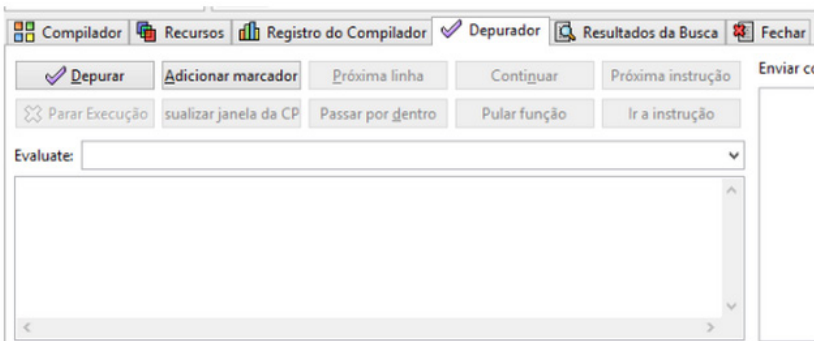 Compilador Recursos Registro do Compilador Depurador Resultados da Busca Fechar
Depurar Adicionar marcador Próxima linha Continuar Próxima instrução Enviar co
Parar Execução sualizar janela da CP Passar por dentro Pular função Ir a instrução
Evaluate: